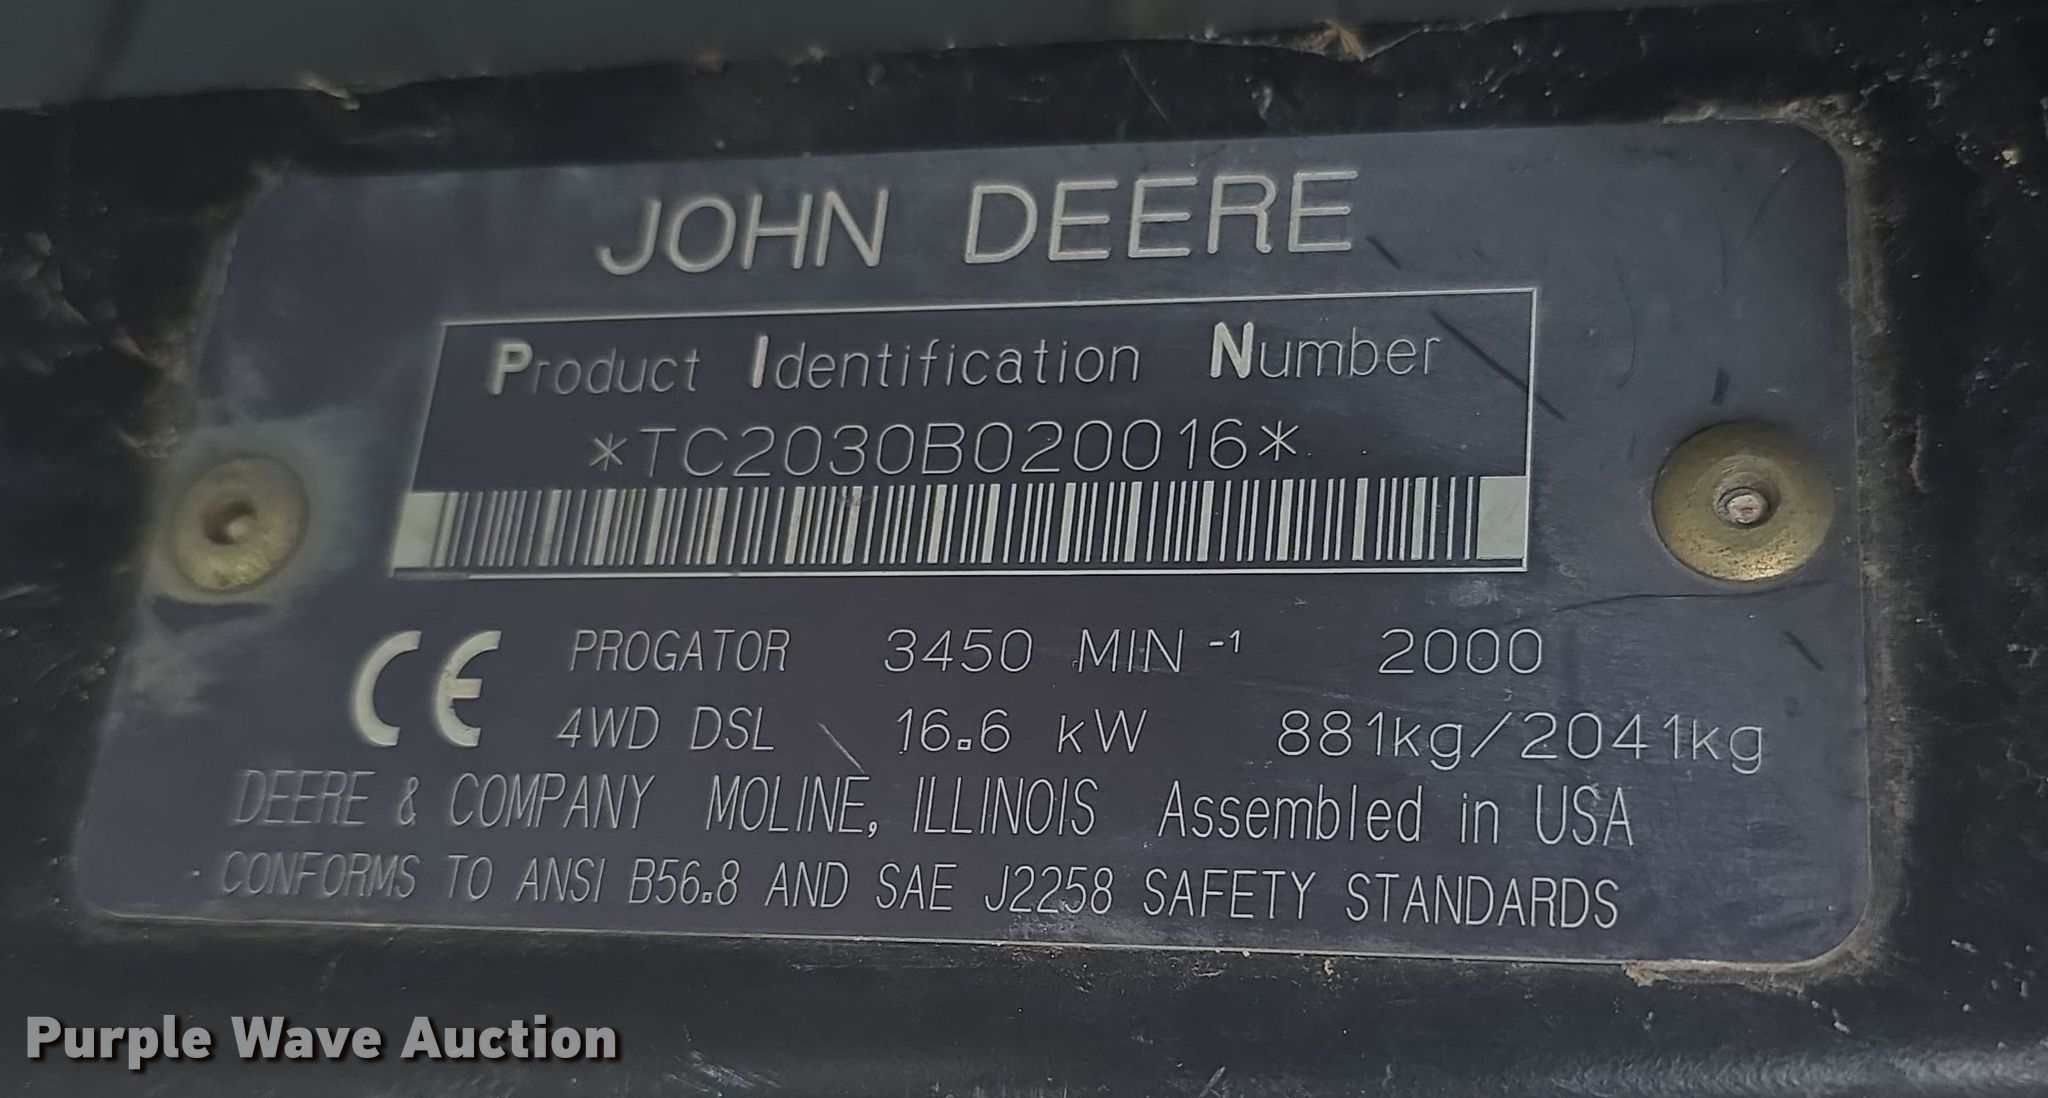 JOHN DEERE
Product Identification Number
*TC2030B020016*
CE PROGATOR 3450 MIN ⁻¹ 2000
4WD DSL 16.6 kW 881kg/2041kg
DEERE & COMPANY MOLINE, ILLINOIS Assembled in USA
CONFORMS TO ANSI B56.8 AND SAE J2258 SAFETY STANDARDS
Purple Wave Auction